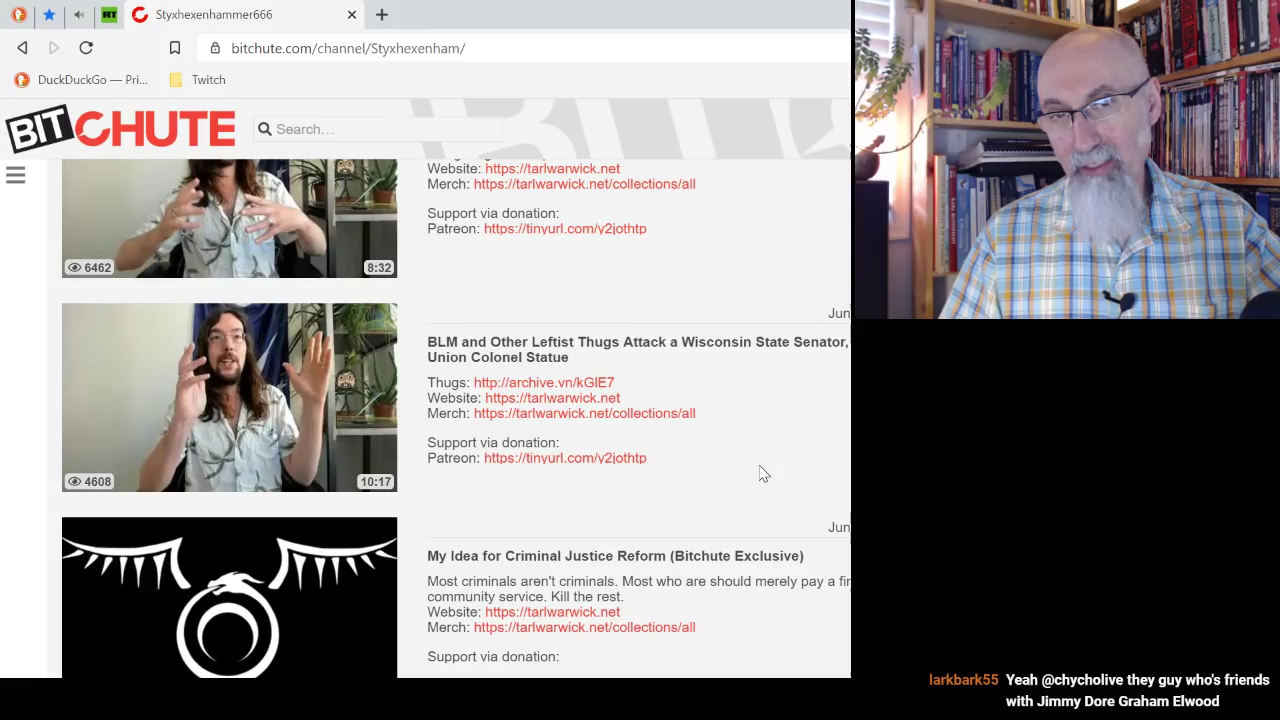 RT
Styxhexenhammer666
bitchute.com/channel/Styxhexenham/
DuckDuckGo — Pri...
Twitch
BITCHUTE
Search...
Website: https://tarlwarwick.net
Merch: https://tarlwarwick.net/collections/all
Support via donation:
Patreon: https://tinyurl.com/y2jothtp
6462
8:32
Jun
BLM and Other Leftist Thugs Attack a Wisconsin State Senator,
Union Colonel Statue
Thugs: http://archive.vn/kGlE7
Website: https://tarlwarwick.net
Merch: https://tarlwarwick.net/collections/all
Support via donation:
Patreon: https://tinyurl.com/y2jothtp
4608
10:17
Jun
My Idea for Criminal Justice Reform (Bitchute Exclusive)
Most criminals aren't criminals. Most who are should merely pay a fi
community service. Kill the rest.
Website: https://tarlwarwick.net
Merch: https://tarlwarwick.net/collections/all
Support via donation:
larkbark55 Yeah @chycholive they guy who's friends
with Jimmy Dore Graham Elwood